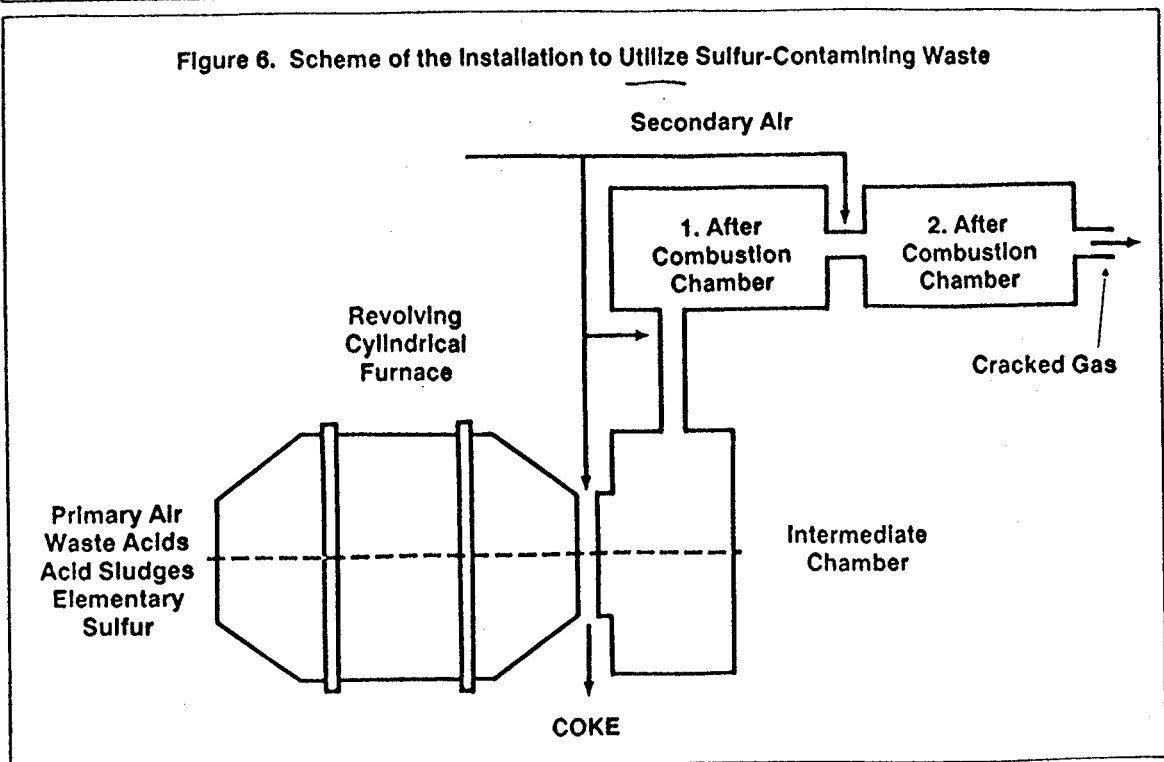 Figure 6. Scheme of the Installation to Utilize Sulfur-Contamining Waste
Secondary Air
1. After
Combustion
Chamber
2. After
Combustion
Chamber
Revolving
Cylindrical
Furnace
Cracked Gas
Primary Air
Waste Acids
Acid Sludges
Elementary
Sulfur
Intermediate
Chamber
COKE